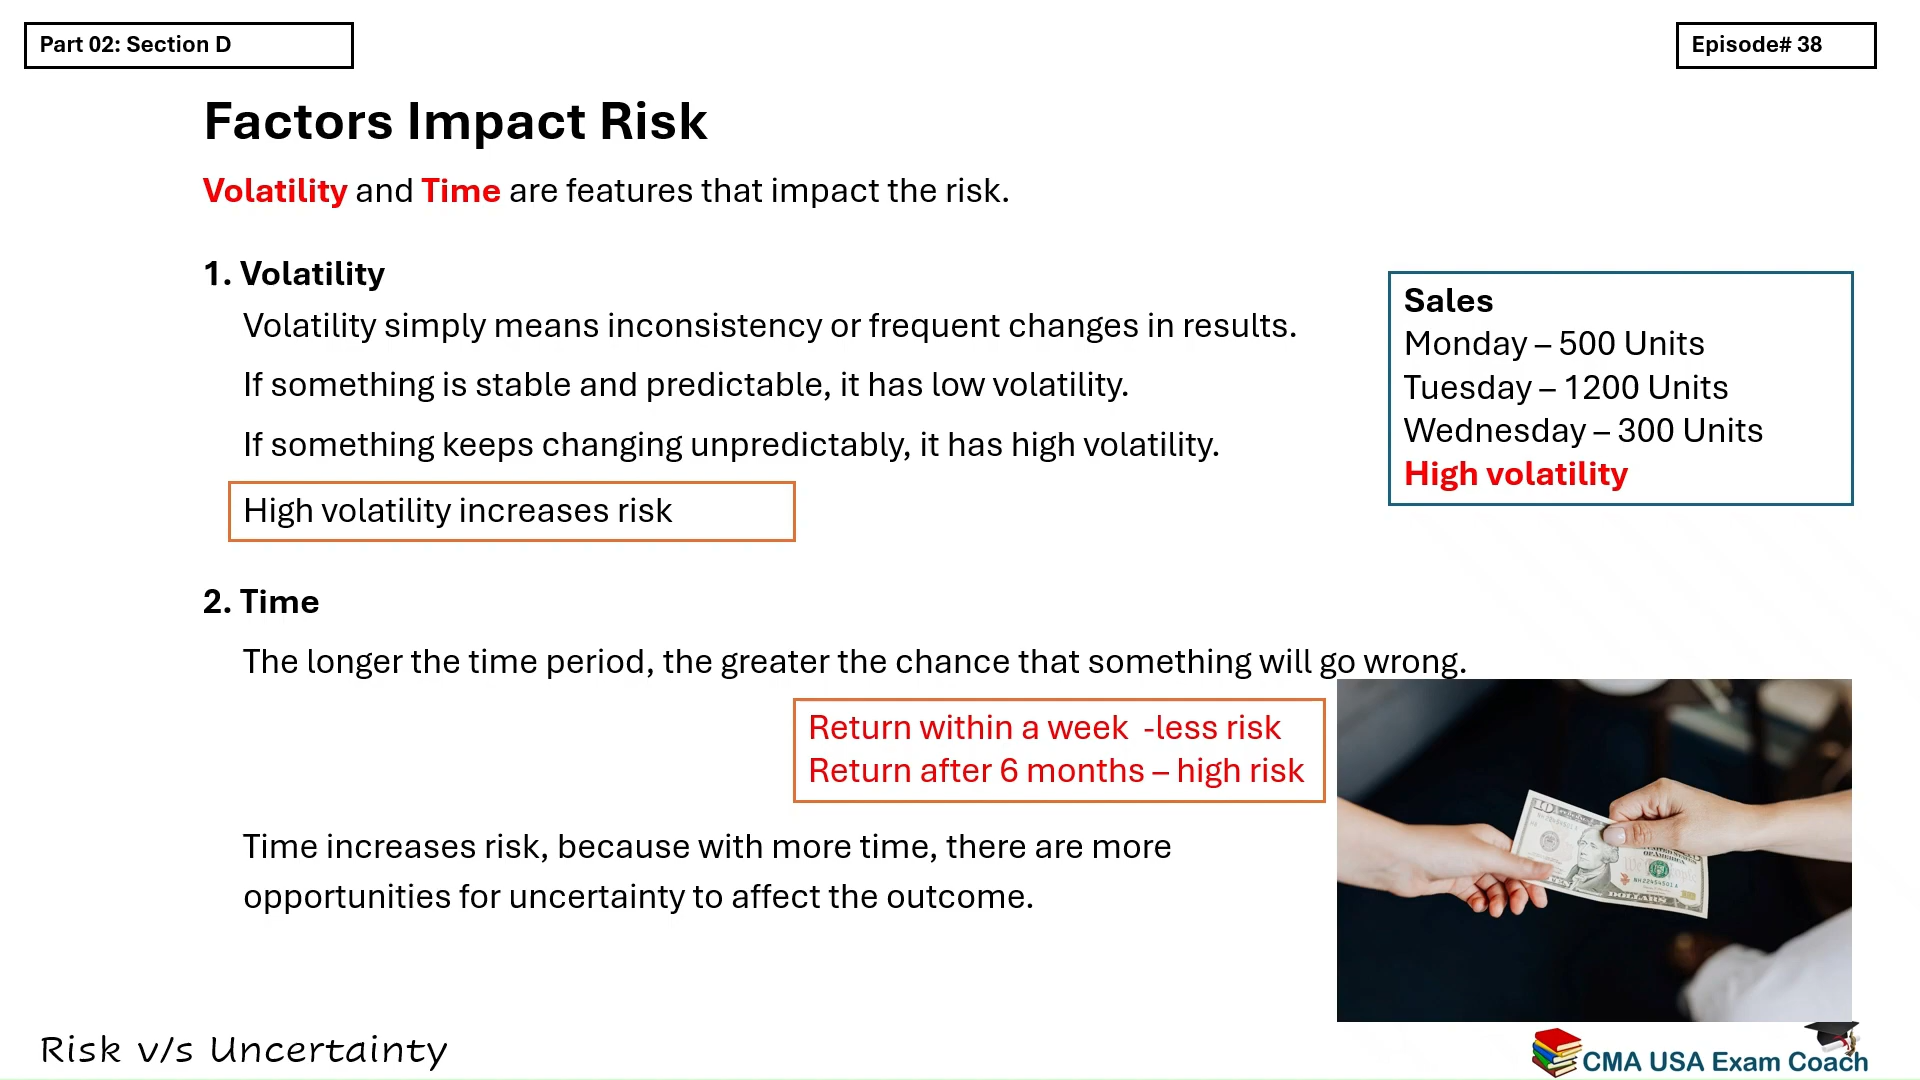 Part 02: Section D
Episode# 38
Factors Impact Risk
Volatility and Time are features that impact the risk.
1. Volatility
Volatility simply means inconsistency or frequent changes in results.
If something is stable and predictable, it has low volatility.
If something keeps changing unpredictably, it has high volatility.
High volatility increases risk
Sales
Monday – 500 Units
Tuesday – 1200 Units
Wednesday – 300 Units
High volatility
2. Time
The longer the time period, the greater the chance that something will go wrong.
Return within a week  -less risk
Return after 6 months – high risk
Time increases risk, because with more time, there are more
opportunities for uncertainty to affect the outcome.
10
DOLLARS
Risk v/s Uncertainty
CMA USA Exam Coach